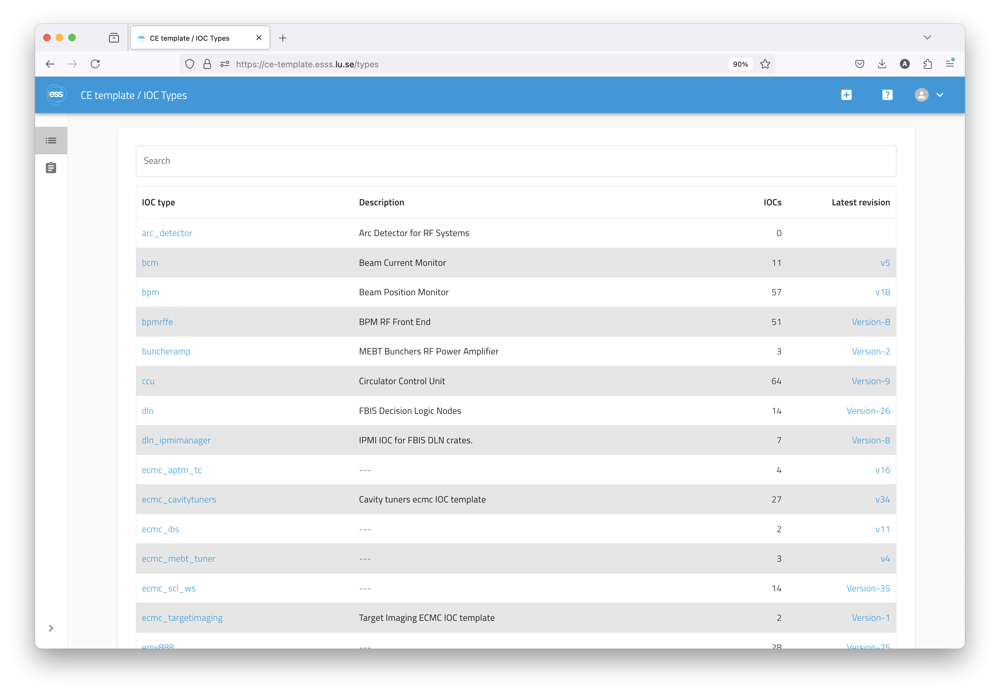 ess CE template / IOC Types
https://ce-template.esss.lu.se/types 90% A
ess CE template / IOC Types ?
Search
IOC type Description IOCs Latest revision
arc_detector Arc Detector for RF Systems 0
bcm Beam Current Monitor 11 v5
bpm Beam Position Monitor 57 v18
bpmrffe BPM RF Front End 51 Version-8
buncheramp MEBT Bunchers RF Power Amplifier 3 Version-2
ccu Circulator Control Unit 64 Version-9
dln FBIS Decision Logic Nodes 14 Version-26
dln_ipmimanager IPMI IOC for FBIS DLN crates. 7 Version-8
ecmc_aptm_tc --- 4 v16
ecmc_cavitytuners Cavity tuners ecmc IOC template 27 v34
ecmc_ibs --- 2 v11
ecmc_mebt_tuner --- 3 v4
ecmc_scl_ws --- 14 Version-35
ecmc_targetimaging Target Imaging ECMC IOC template 2 Version-1
emx888 --- 28 Version-25